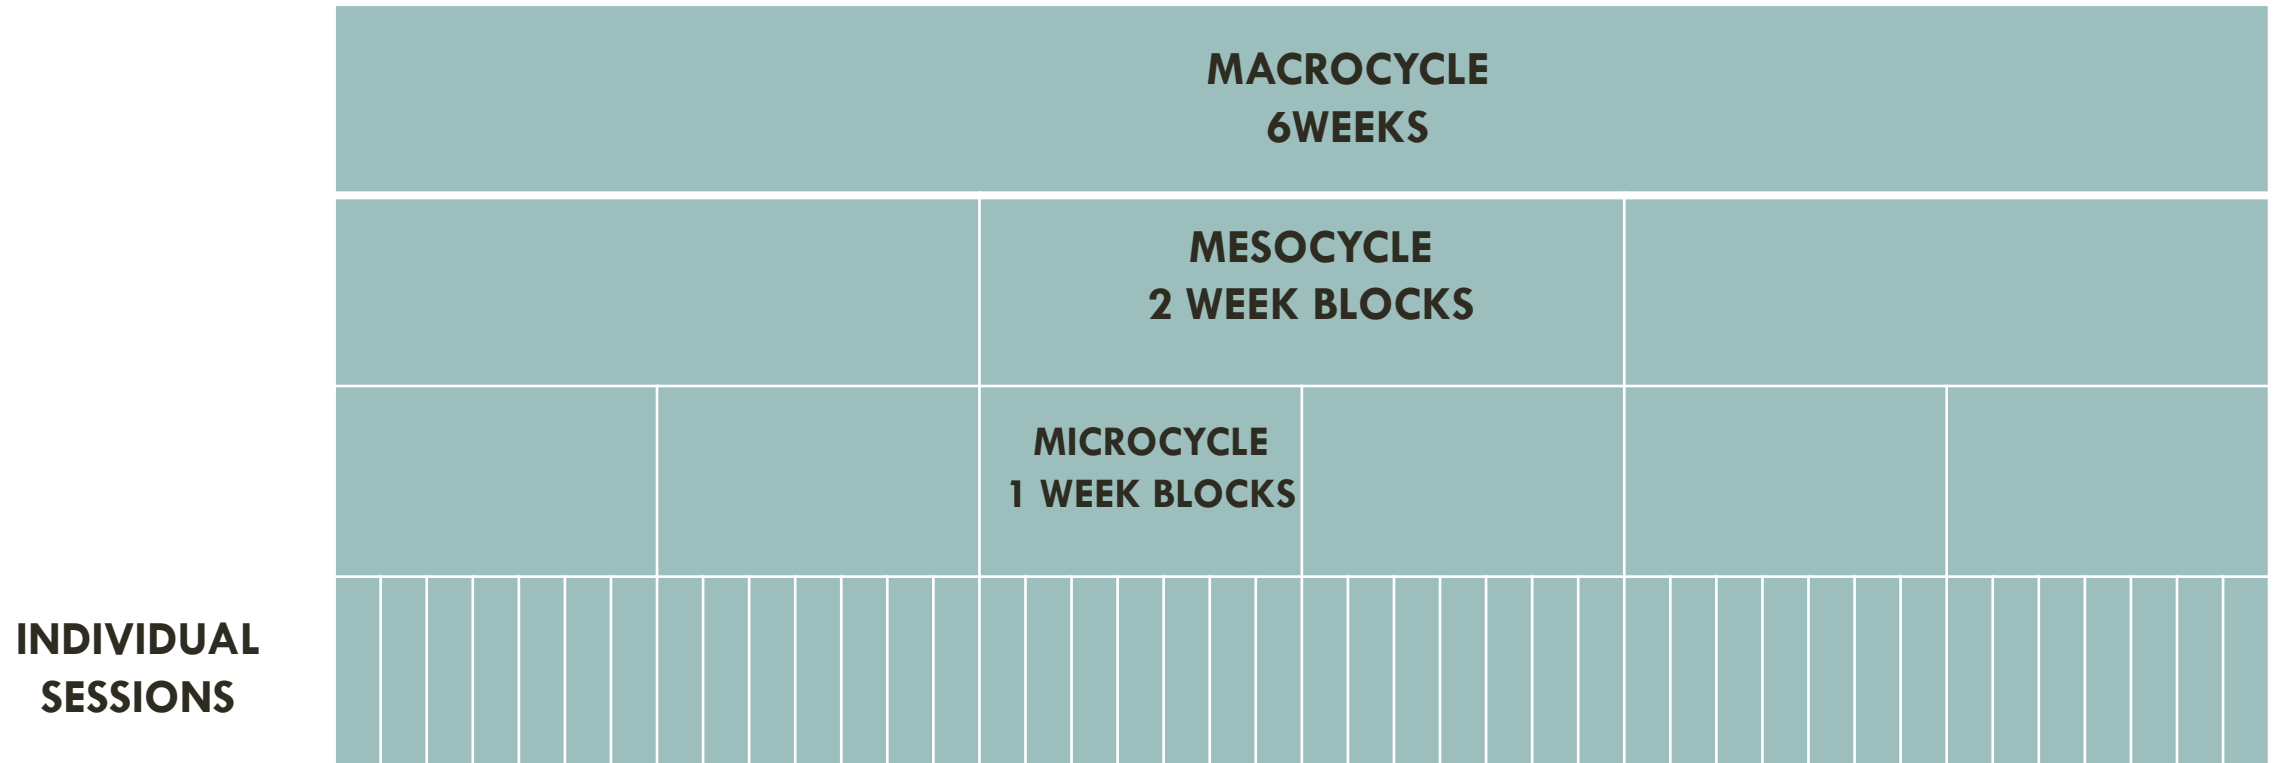 MACROCYCLE
6WEEKS
MESOCYCLE
2 WEEK BLOCKS
MICROCYCLE
1 WEEK BLOCKS
INDIVIDUAL
SESSIONS